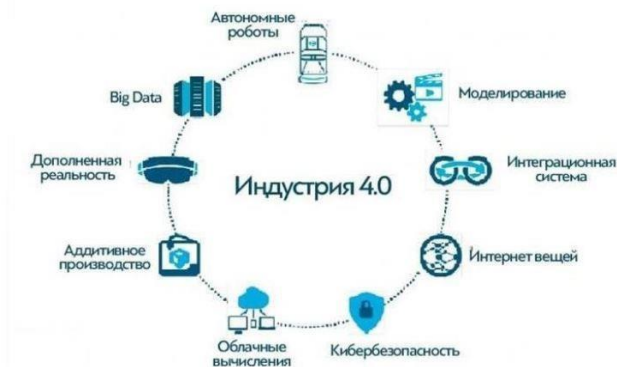 Автономные
роботы
Big Data
Моделирование
Дополненная
реальность
Интеграционная
система
Индустрия 4.0
Аддитивное
производство
Интернет вещей
Облачные
вычисления
Кибербезопасность